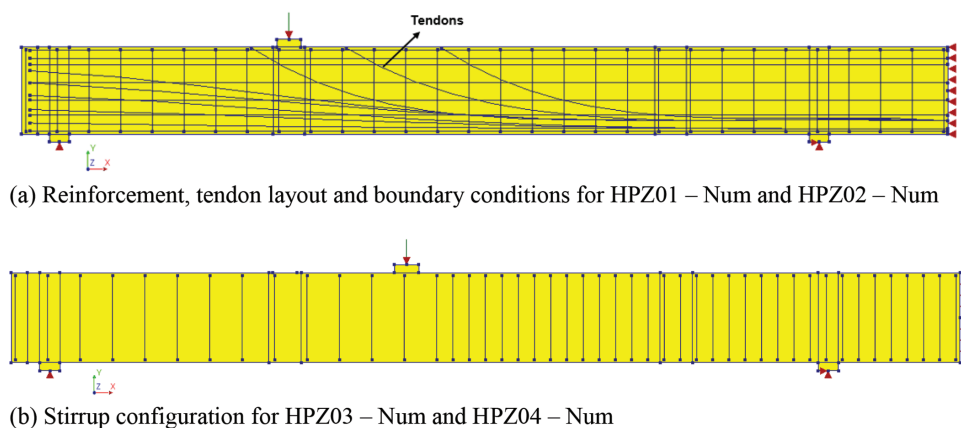 Tendons
Y
Z X
(a) Reinforcement, tendon layout and boundary conditions for HPZ01 – Num and HPZ02 – Num
Y
Z X
(b) Stirrup configuration for HPZ03 – Num and HPZ04 – Num